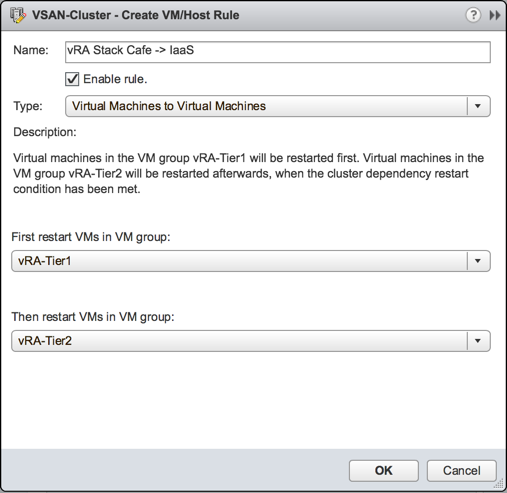 VSAN-Cluster - Create VM/Host Rule
Name: vRA Stack Cafe -> IaaS
Enable rule.
Type: Virtual Machines to Virtual Machines
Description:
Virtual machines in the VM group vRA-Tier1 will be restarted first. Virtual machines in the
VM group vRA-Tier2 will be restarted afterwards, when the cluster dependency restart
condition has been met.
First restart VMs in VM group:
vRA-Tier1
Then restart VMs in VM group:
vRA-Tier2
OK Cancel